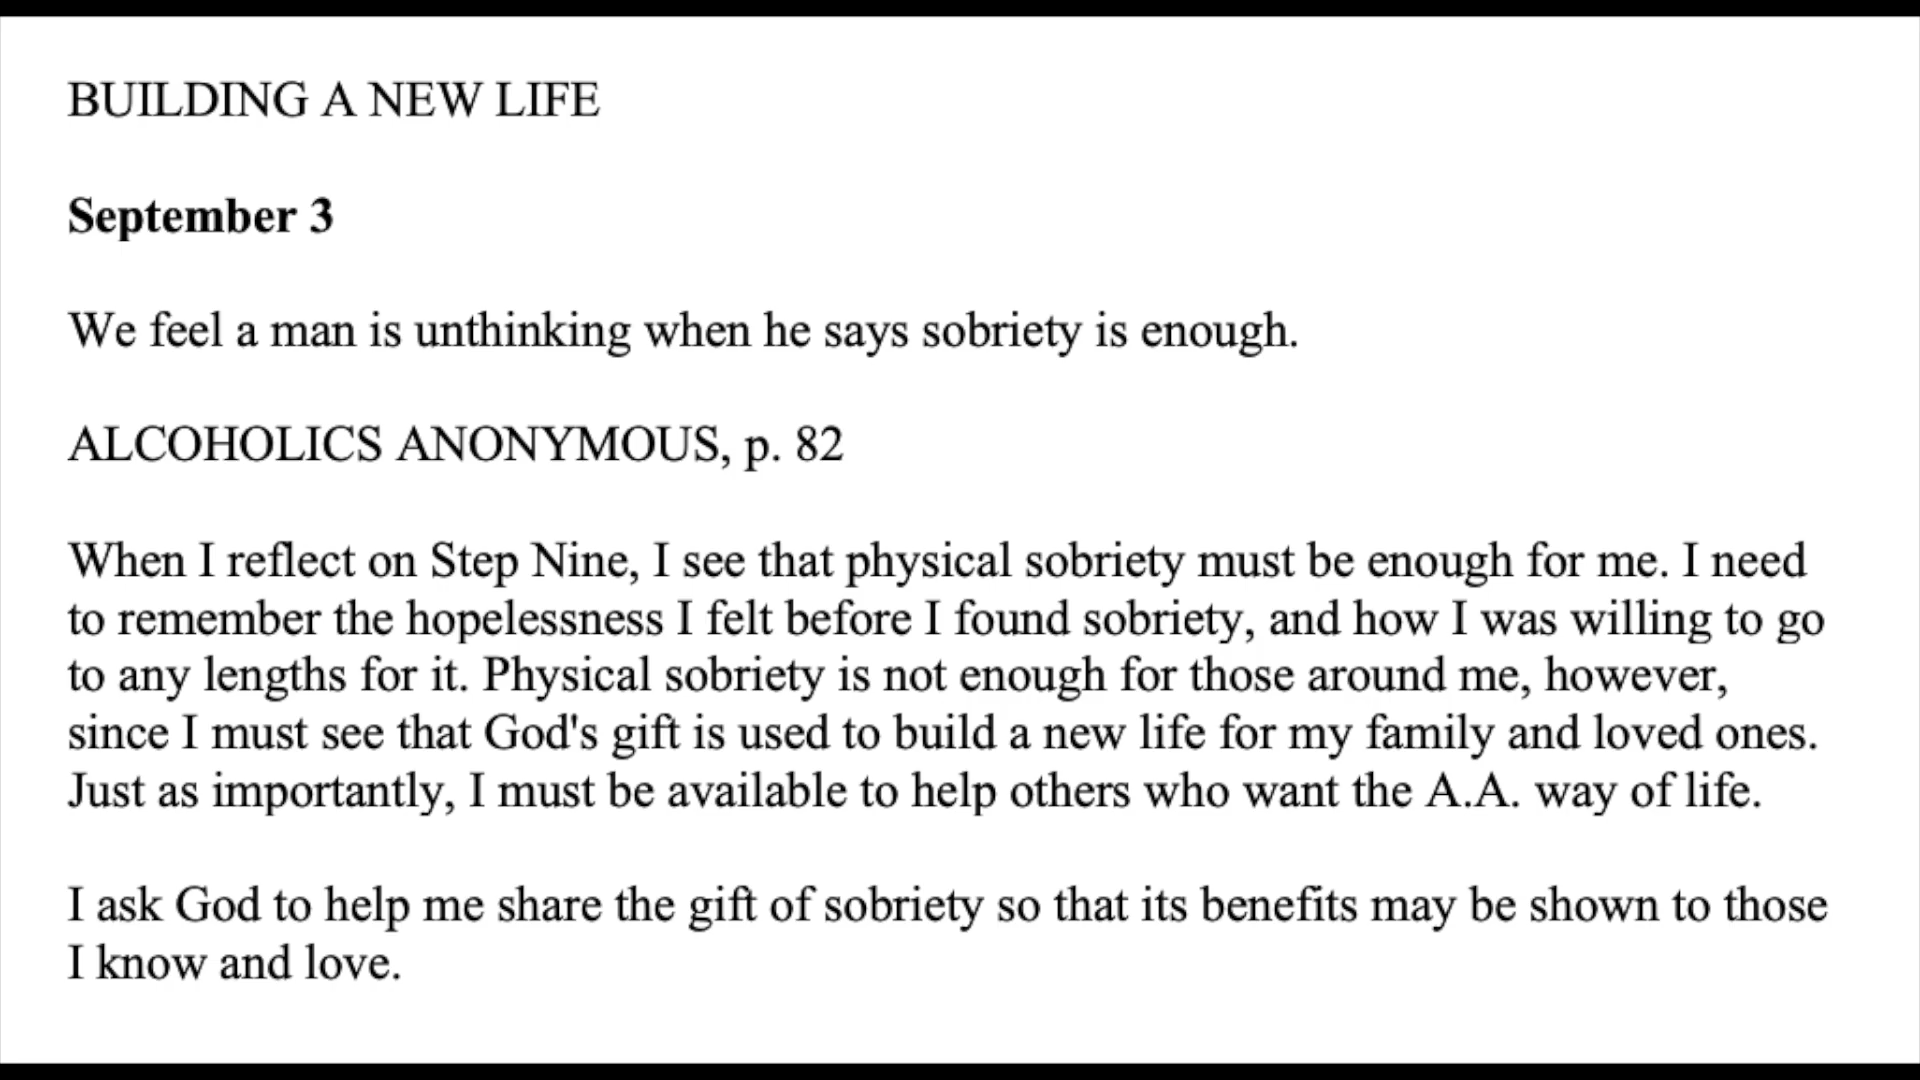 BUILDING A NEW LIFE
September 3
We feel a man is unthinking when he says sobriety is enough.
ALCOHOLICS ANONYMOUS, p. 82
When I reflect on Step Nine, I see that physical sobriety must be enough for me. I need
to remember the hopelessness I felt before I found sobriety, and how I was willing to go
to any lengths for it. Physical sobriety is not enough for those around me, however,
since I must see that God's gift is used to build a new life for my family and loved ones.
Just as importantly, I must be available to help others who want the A.A. way of life.
I ask God to help me share the gift of sobriety so that its benefits may be shown to those
I know and love.